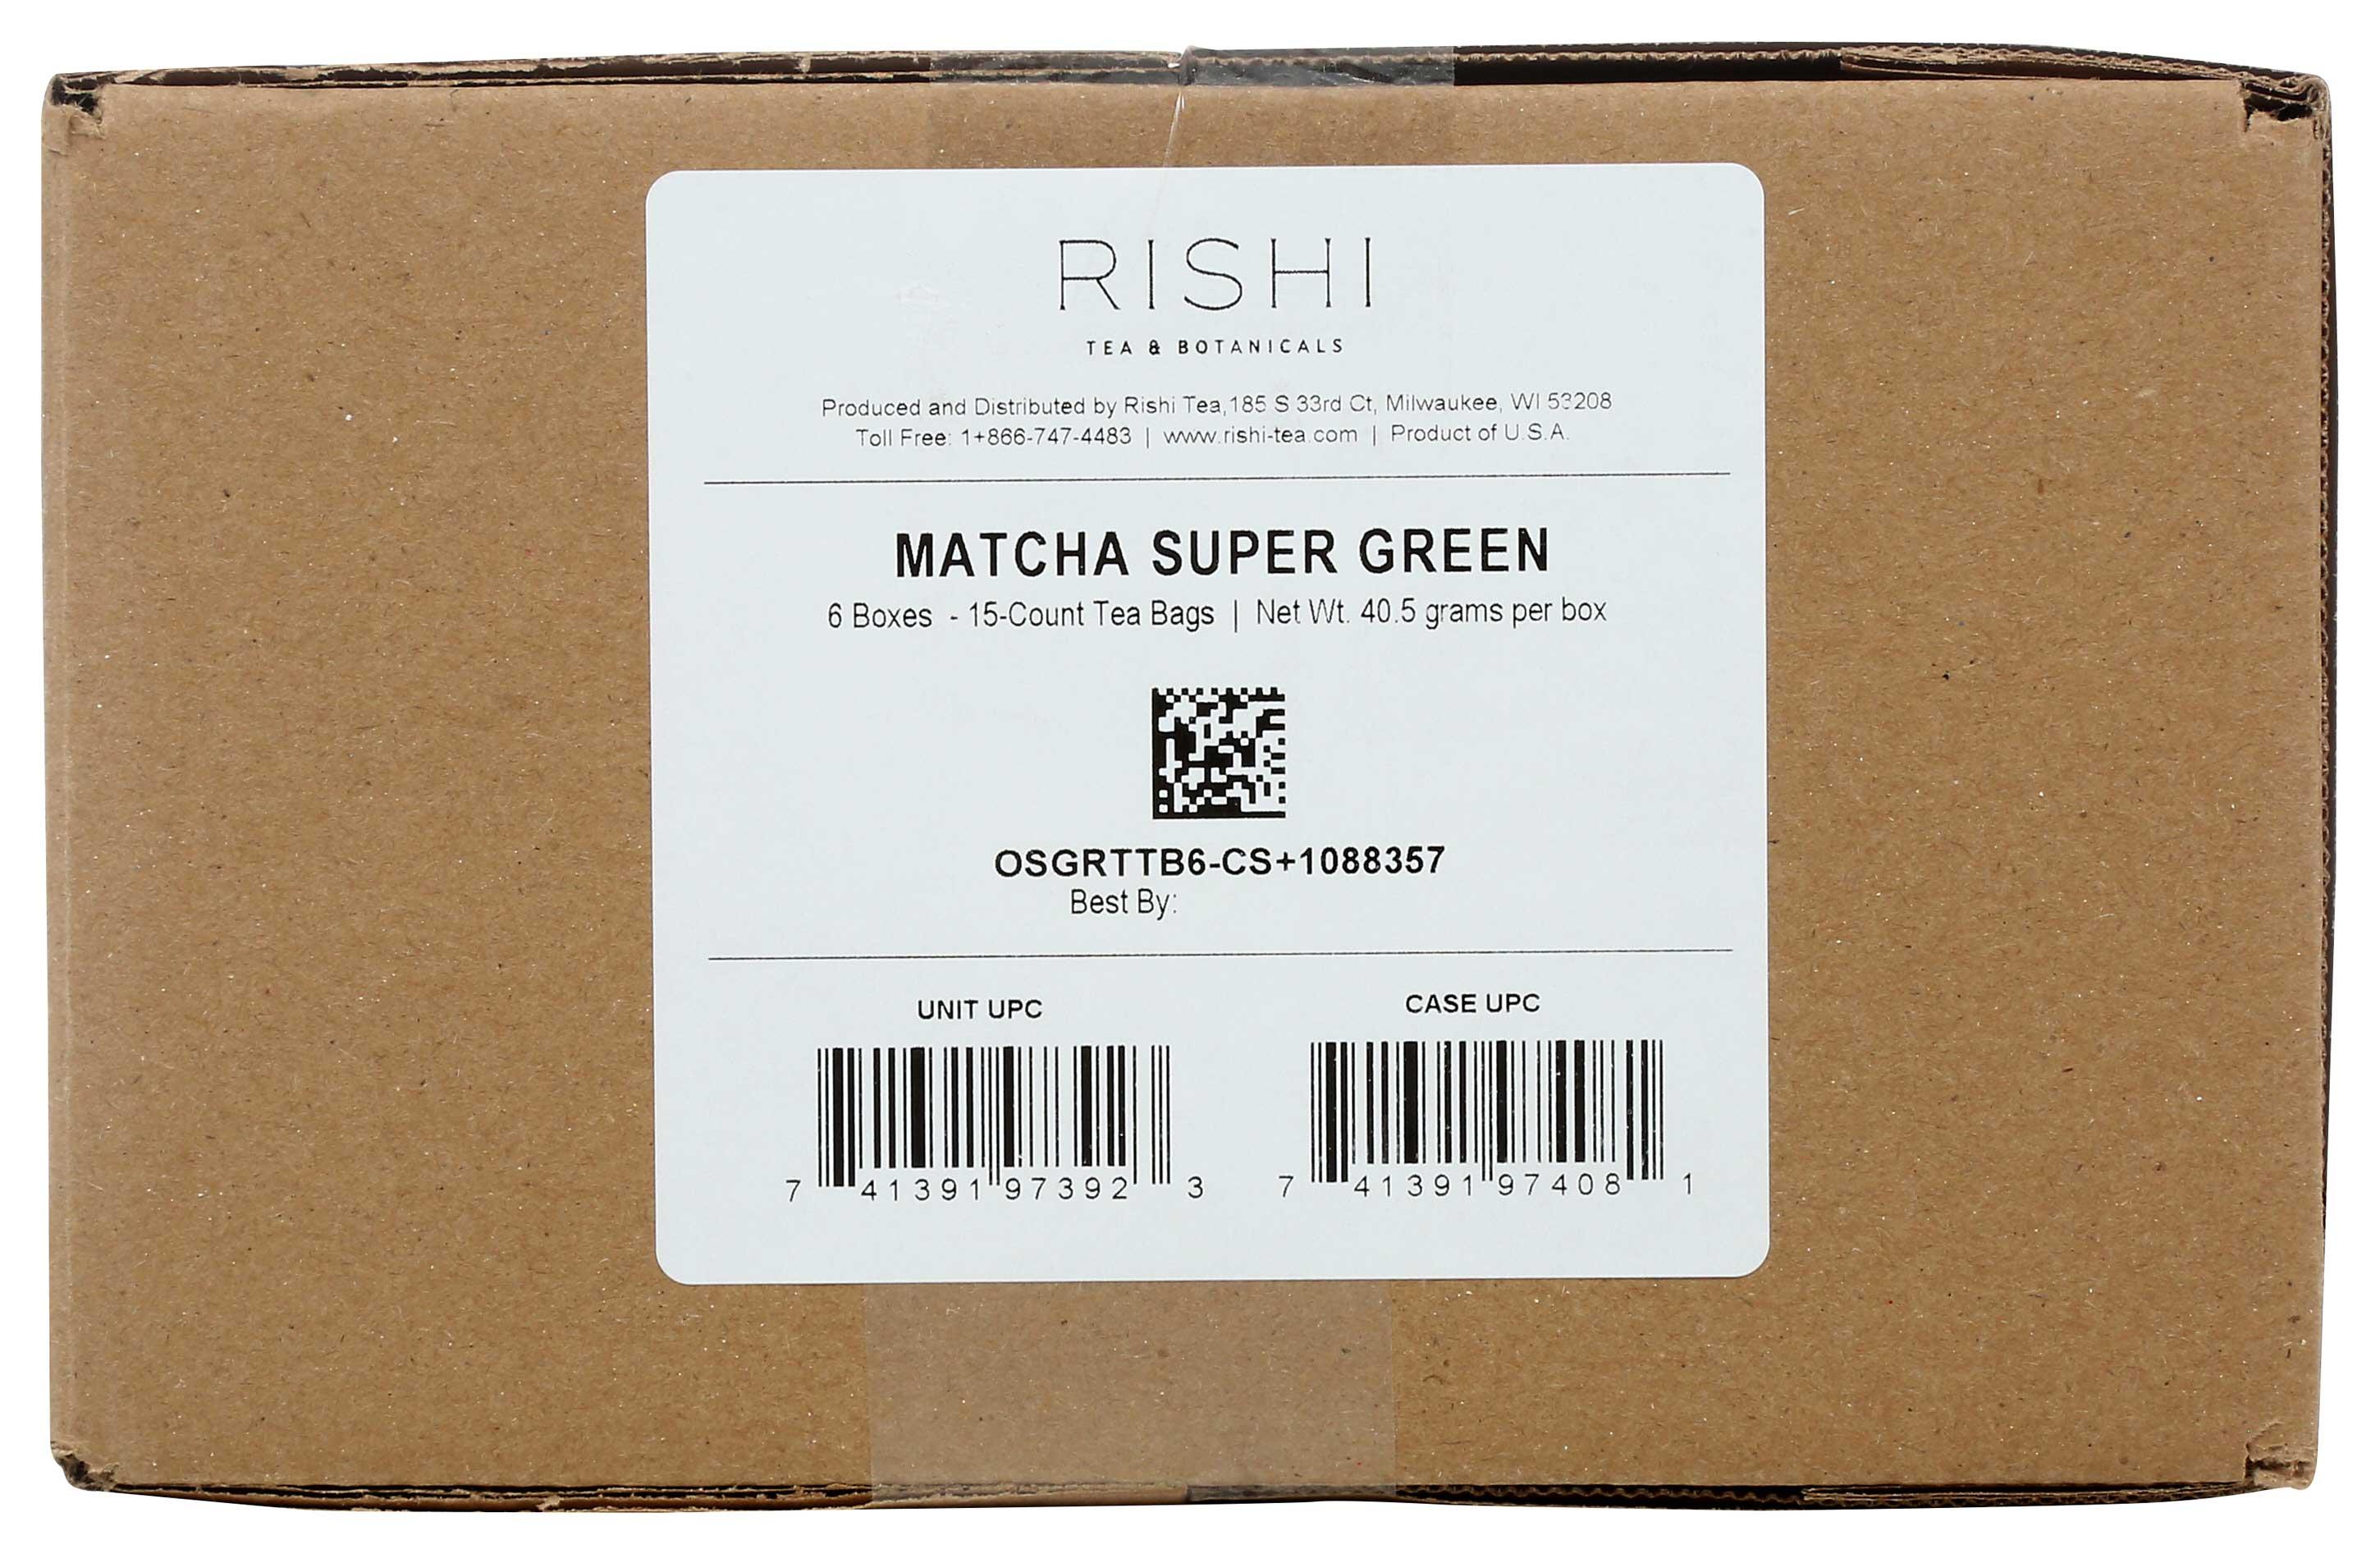 RISHI
TEA & BOTANICALS
Produced and Distributed by Rishi Tea,185 S 33rd Ct, Milwaukee, WI 53208
Toll Free: 1+866-747-4483 | www.rishi-tea.com | Product of U.S.A.
MATCHA SUPER GREEN
6 Boxes - 15-Count Tea Bags | Net Wt. 40.5 grams per box
OSGRTTB6-CS+1088357
Best By:
UNIT UPC
CASE UPC
7 41391 97392 3
7 41391 97408 1